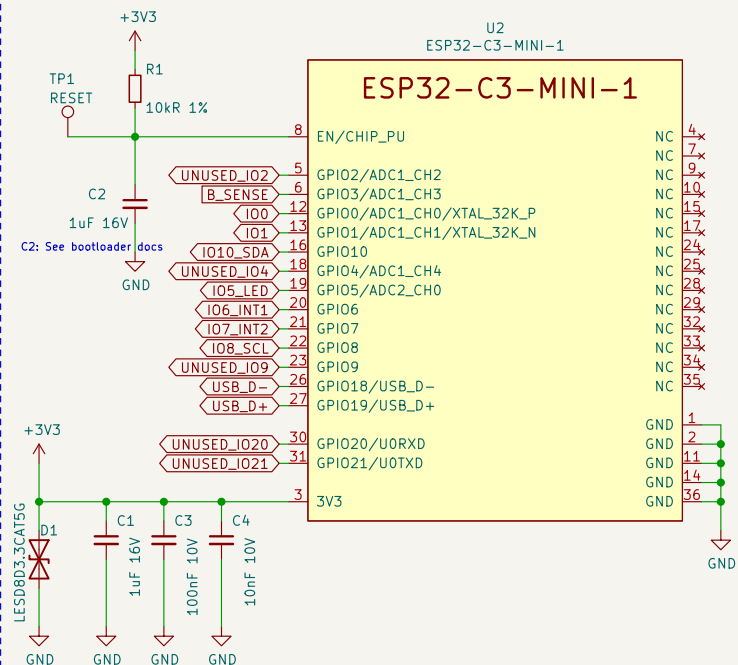 +3V3
R1
10kR 1%
TP1
RESET
C2
1uF 16V
C2: See bootloader docs
GND
U2
ESP32-C3-MINI-1
ESP32-C3-MINI-1
8 EN/CHIP_PU
UNUSED_IO2 5 GPIO2/ADC1_CH2
B_SENSE 6 GPIO3/ADC1_CH3
IO0 12 GPIO0/ADC1_CH0/XTAL_32K_P
IO1 13 GPIO1/ADC1_CH1/XTAL_32K_N
IO10_SDA 16 GPIO10
UNUSED_IO4 18 GPIO4/ADC1_CH4
IO5_LED 19 GPIO5/ADC2_CH0
IO6_INT1 20 GPIO6
IO7_INT2 21 GPIO7
IO8_SCL 22 GPIO8
UNUSED_IO9 23 GPIO9
USB_D- 26 GPIO18/USB_D-
USB_D+ 27 GPIO19/USB_D+
UNUSED_IO20 30 GPIO20/U0RXD
UNUSED_IO21 31 GPIO21/U0TXD
3 3V3
NC 4
NC 7
NC 9
NC 10
NC 15
NC 17
NC 24
NC 25
NC 28
NC 29
NC 32
NC 33
NC 34
NC 35
GND 1
GND 2
GND 11
GND 14
GND 36
GND
+3V3
D1
LESD8D3.3CAT5G
GND
C1
1uF 16V
GND
C3
100nF 10V
GND
C4
10nF 10V
GND